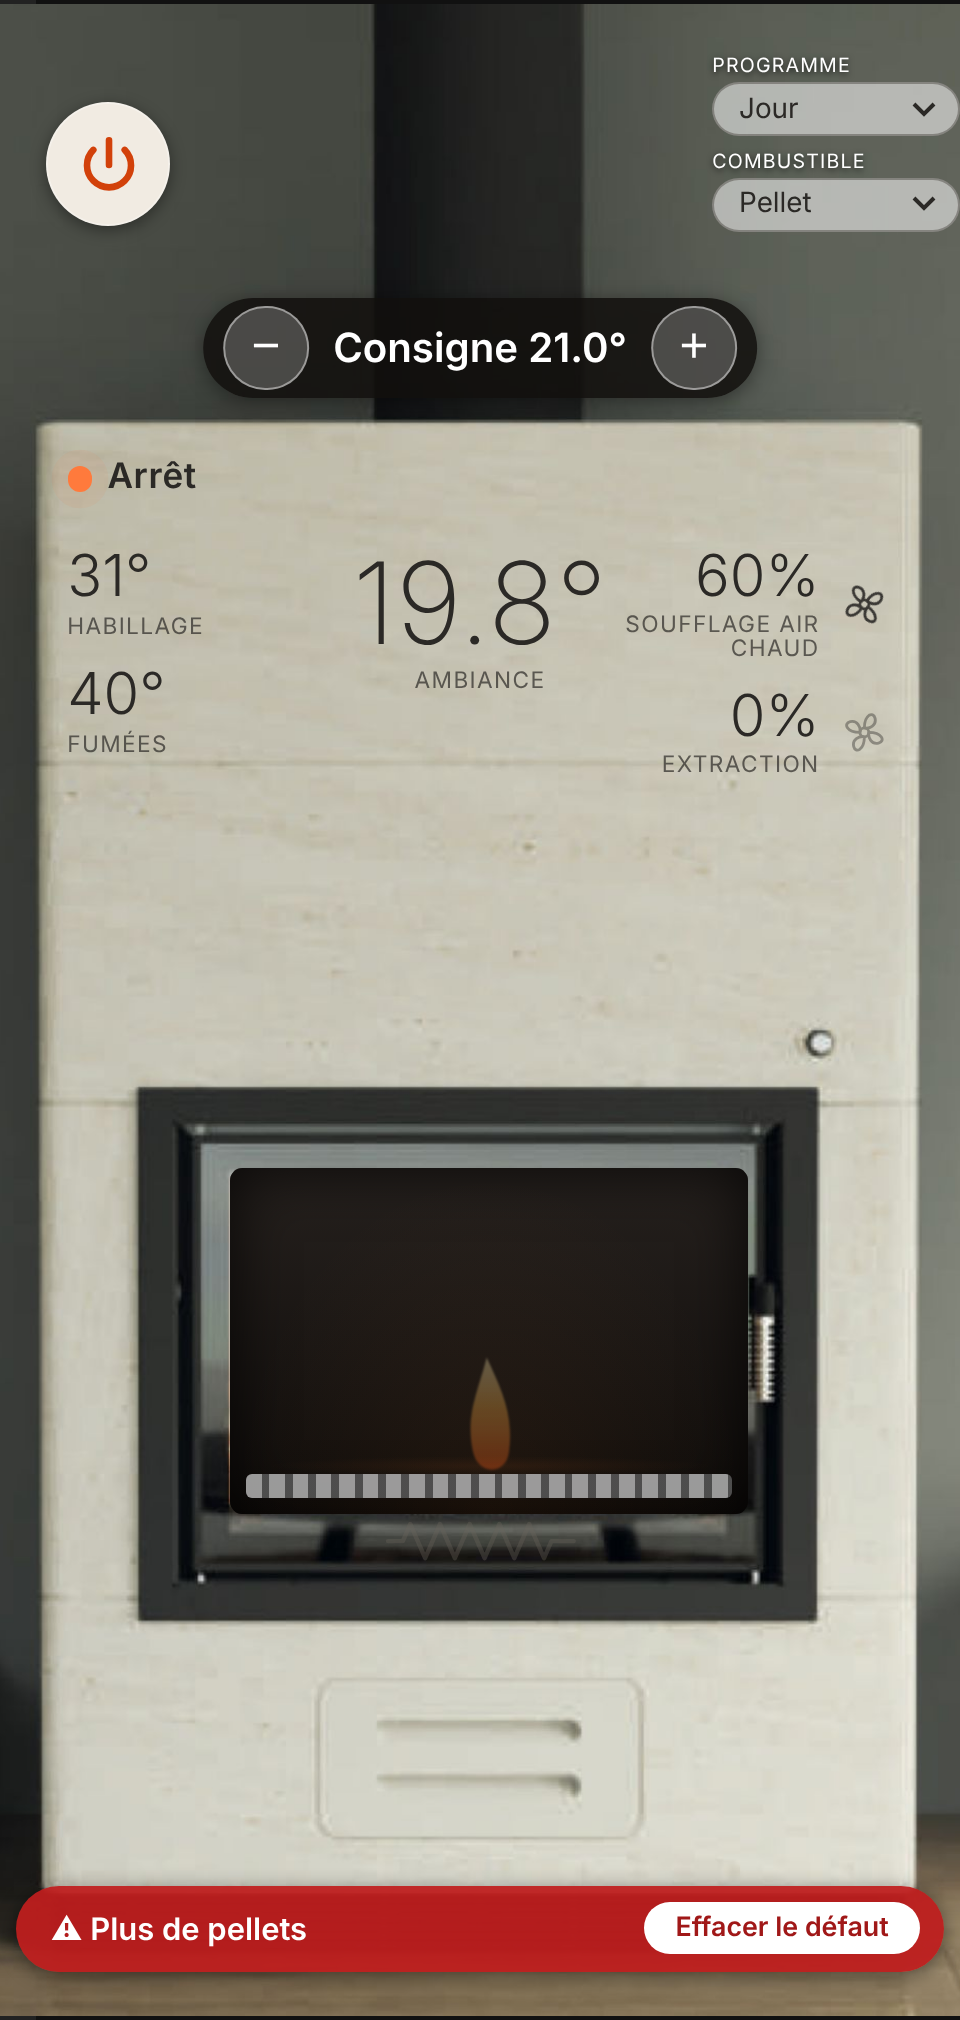 PROGRAMME
Jour
COMBUSTIBLE
Pellet
− Consigne 21.0° +
Arrêt
31°
HABILLAGE
40°
FUMÉES
19.8°
AMBIANCE
60%
SOUFFLAGE AIR
CHAUD
0%
EXTRACTION
Plus de pellets
Effacer le défaut